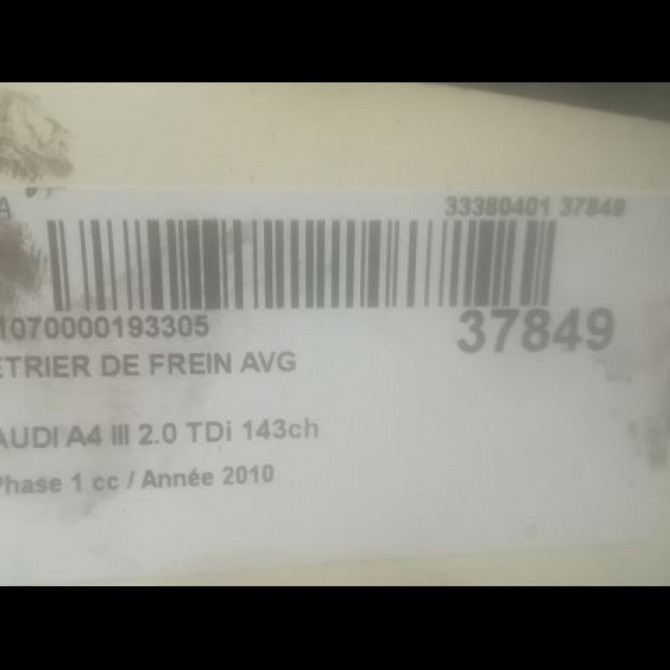 A 33380401 37849
1070000193305 37849
ETRIER DE FREIN AVG
AUDI A4 III 2.0 TDi 143ch
Phase 1 cc / Année 2010